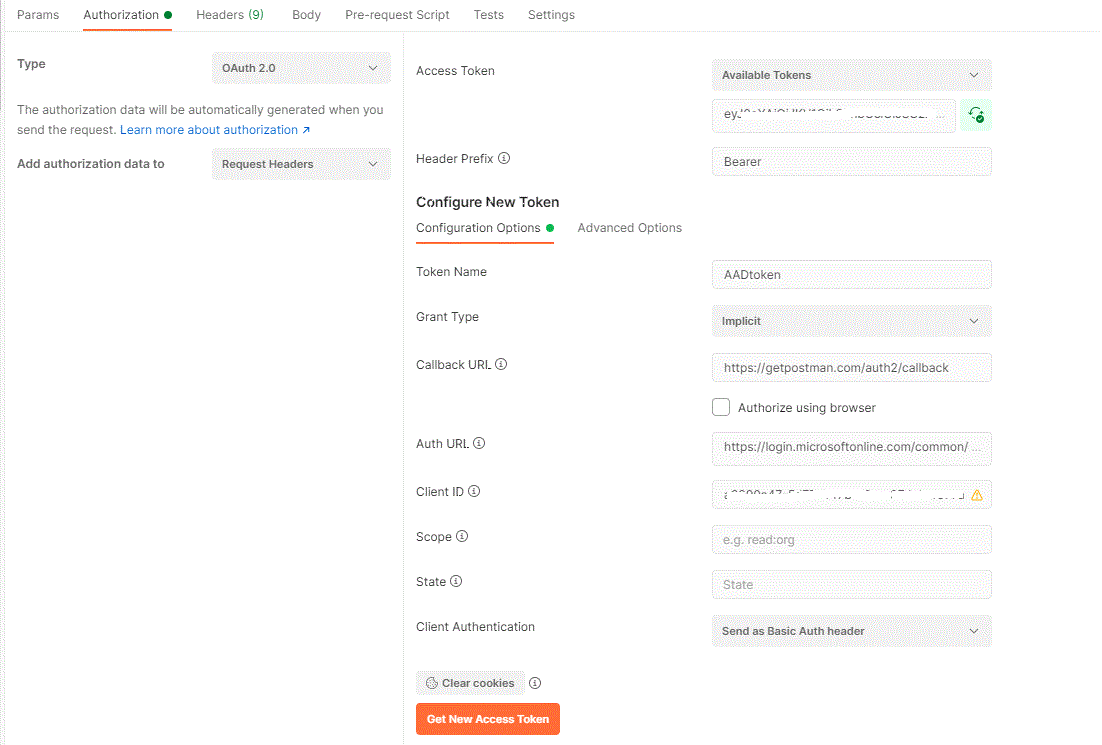 Params Authorization Headers (9) Body Pre-request Script Tests Settings
Type
OAuth 2.0
The authorization data will be automatically generated when you
send the request. Learn more about authorization ↗
Add authorization data to
Request Headers
Access Token
Available Tokens
Header Prefix
Bearer
Configure New Token
Configuration Options
Advanced Options
Token Name
AADtoken
Grant Type
Implicit
Callback URL
https://getpostman.com/auth2/callback
Authorize using browser
Auth URL
https://login.microsoftonline.com/common/ ...
Client ID
Scope
e.g. read:org
State
State
Client Authentication
Send as Basic Auth header
Clear cookies
Get New Access Token